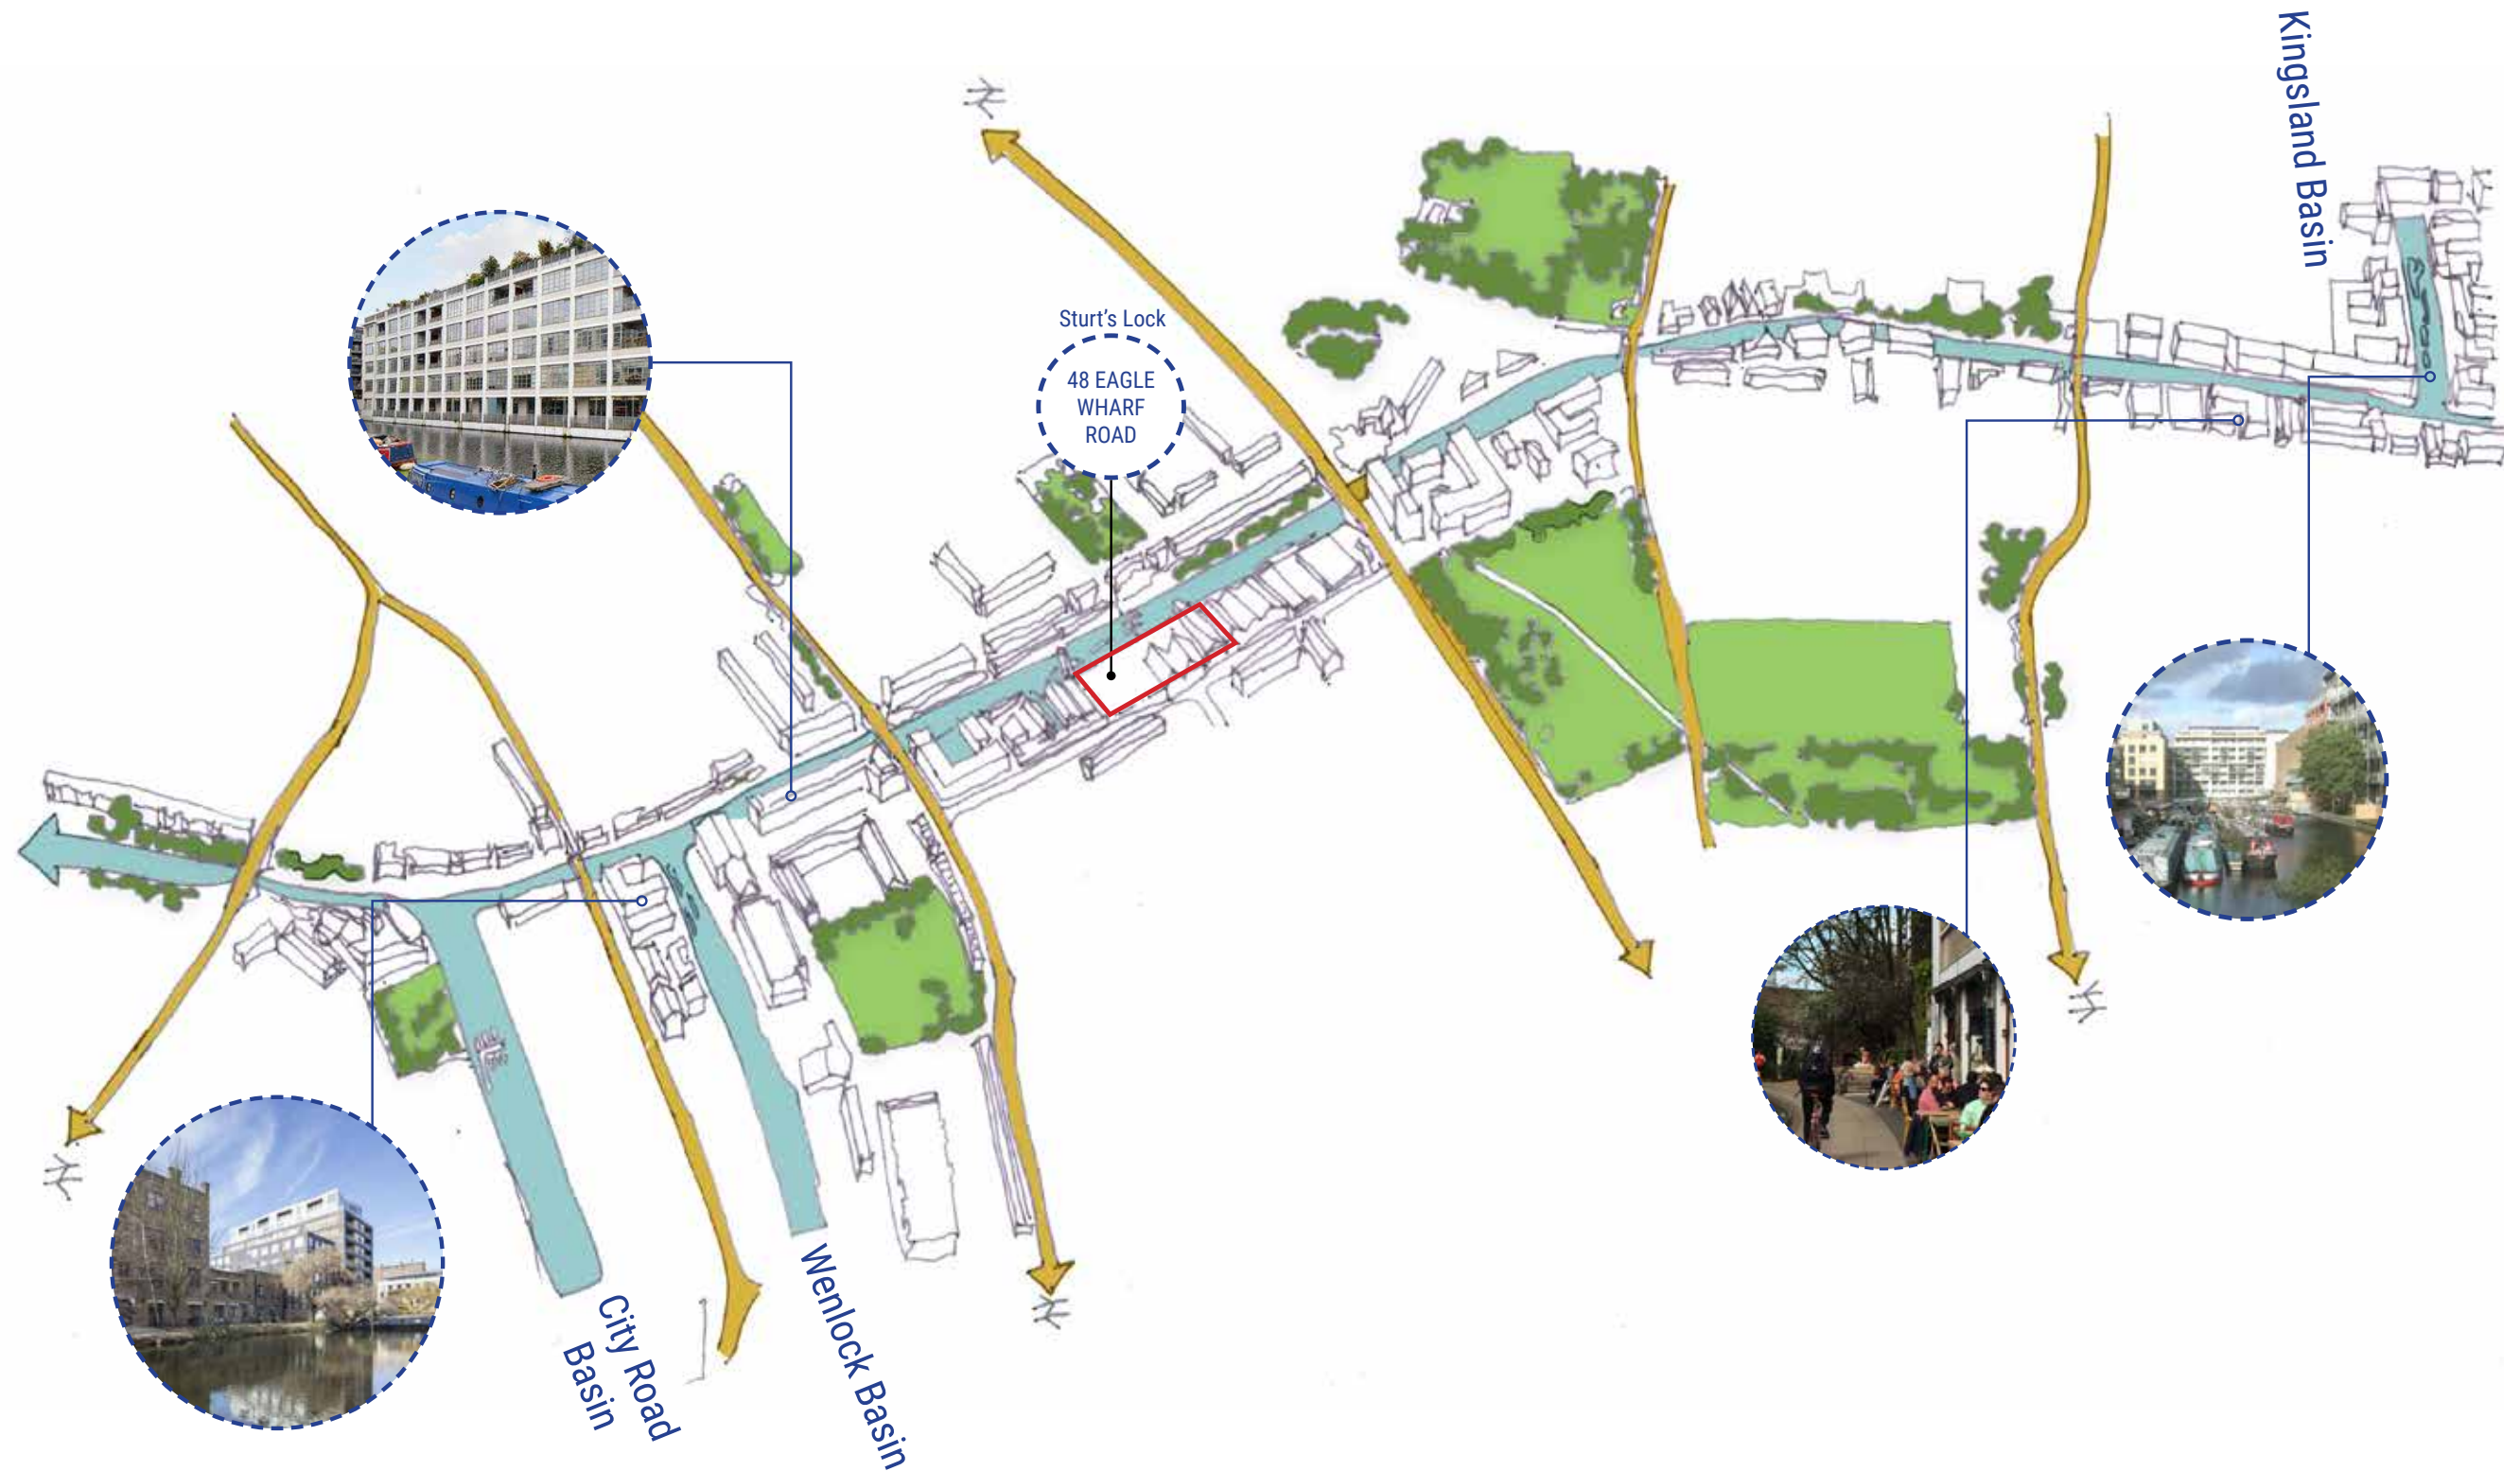 Kingsland Basin
Sturt's Lock
48 EAGLE
WHARF
ROAD
City Road
Basin
Wenlock Basin